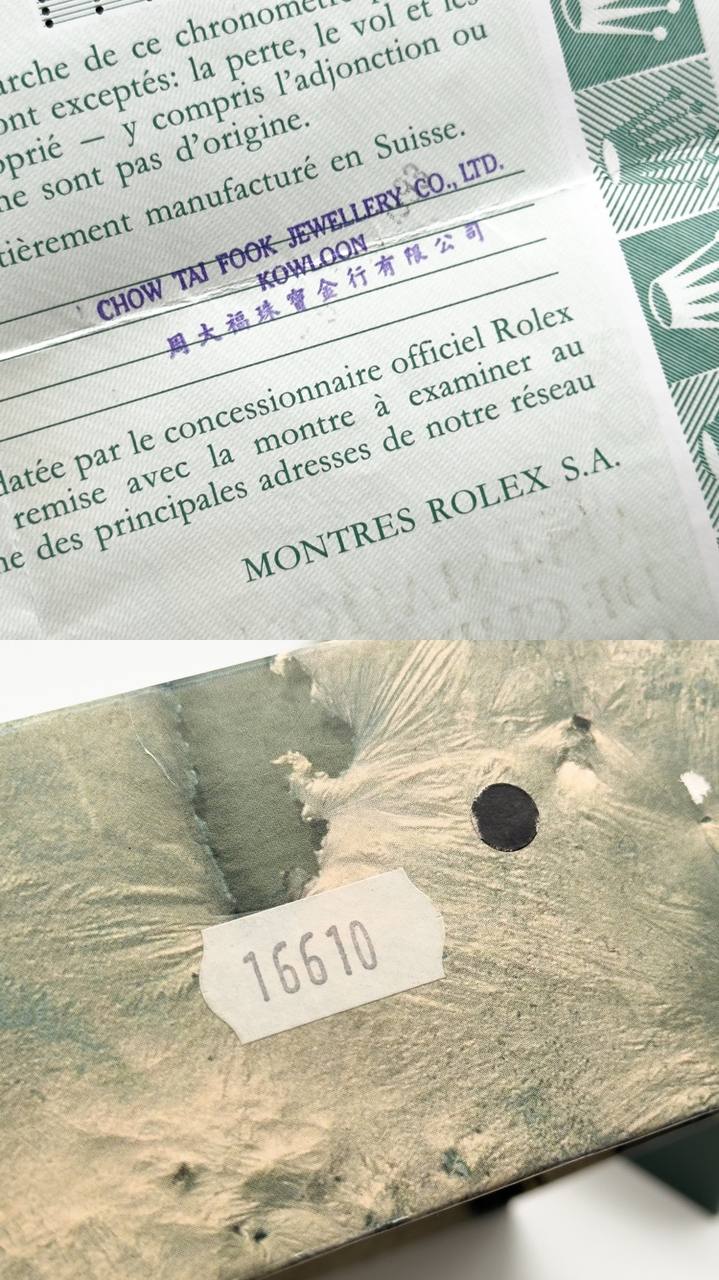 arche de ce chronomètre
ont exceptés: la perte, le vol et les
oprié — y compris l'adjonction ou
ne sont pas d'origine.
tièrement manufacturé en Suisse.
CHOW TAI FOOK JEWELLERY CO., LTD.
KOWLOON
周大福珠寶金行有限公司
datée par le concessionnaire officiel Rolex
remise avec la montre à examiner au
ne des principales adresses de notre réseau
MONTRES ROLEX S.A.
16610